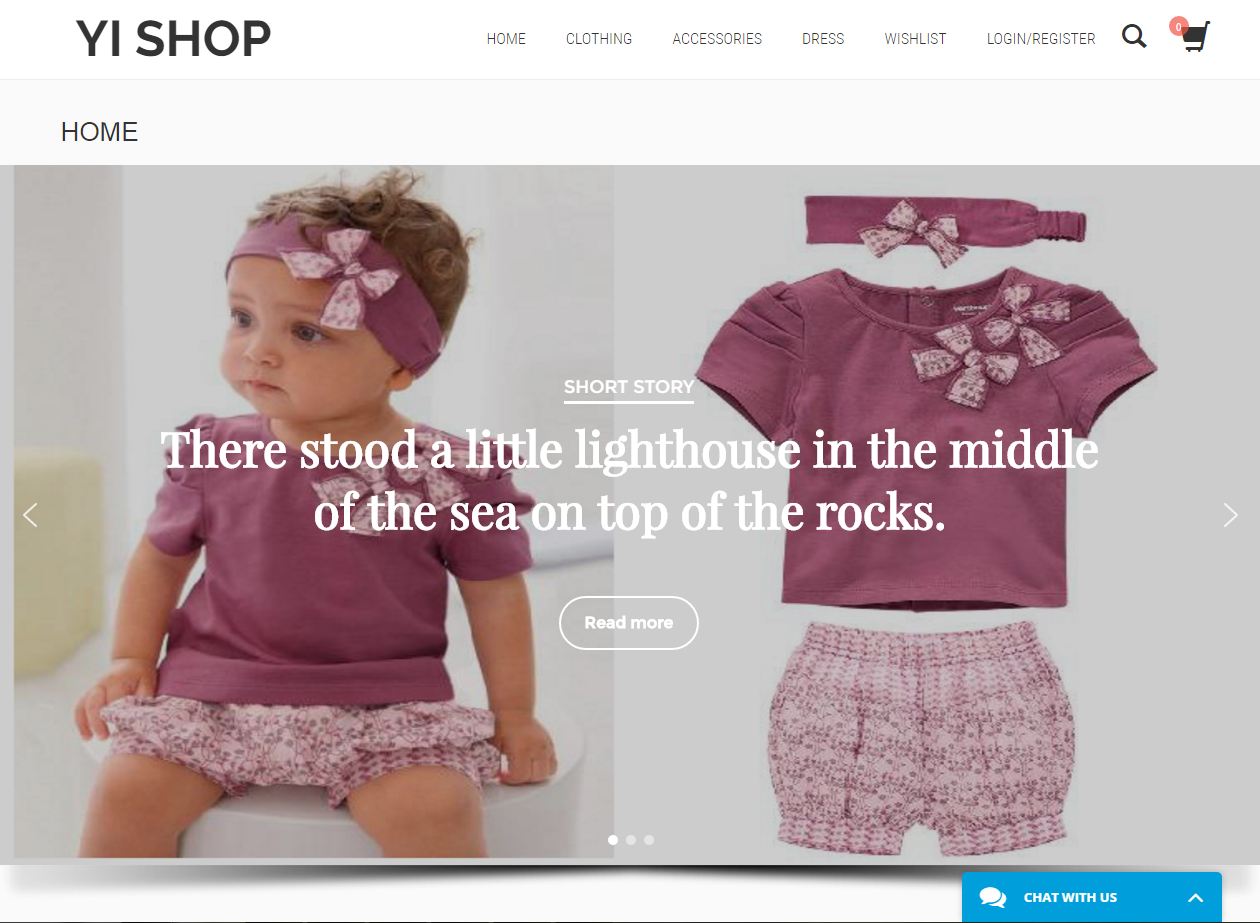 YI SHOP
HOME CLOTHING ACCESSORIES DRESS WISHLIST LOGIN/REGISTER
0
HOME
SHORT STORY
There stood a little lighthouse in the middle
of the sea on top of the rocks.
Read more
CHAT WITH US